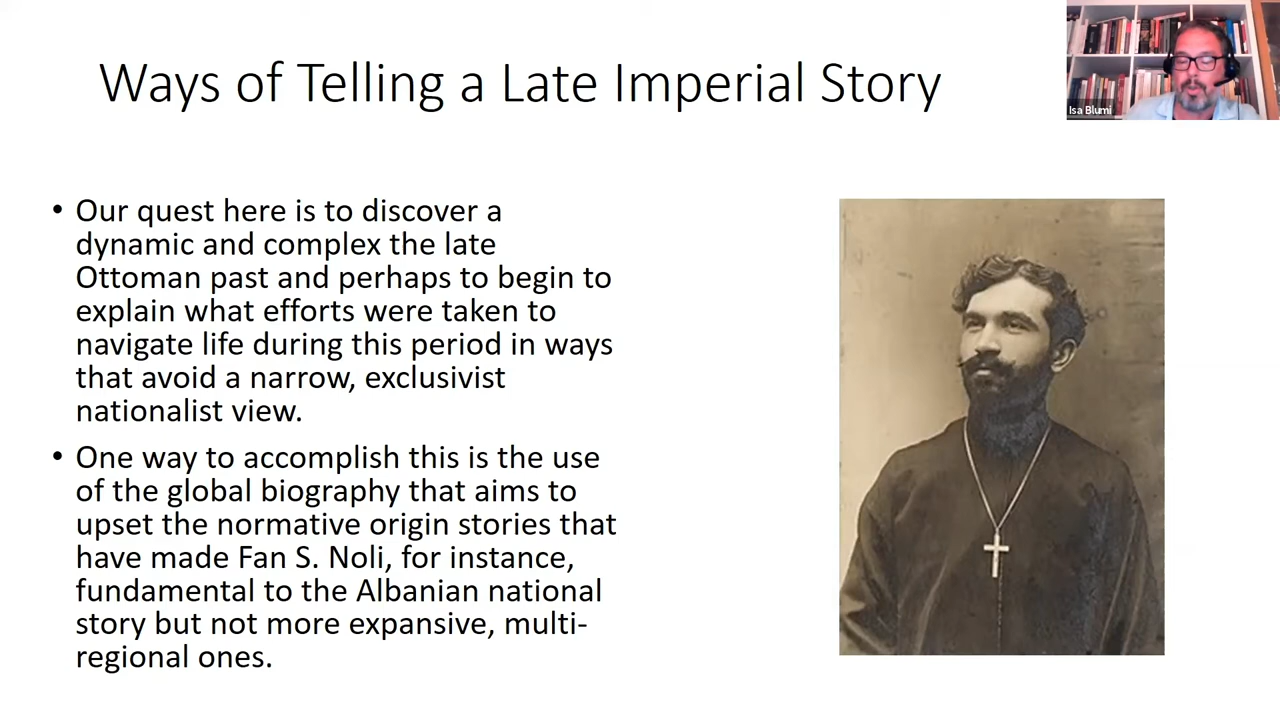 Ways of Telling a Late Imperial Story
Isa Blumi
• Our quest here is to discover a
dynamic and complex the late
Ottoman past and perhaps to begin to
explain what efforts were taken to
navigate life during this period in ways
that avoid a narrow, exclusivist
nationalist view.
• One way to accomplish this is the use
of the global biography that aims to
upset the normative origin stories that
have made Fan S. Noli, for instance,
fundamental to the Albanian national
story but not more expansive, multi-
regional ones.